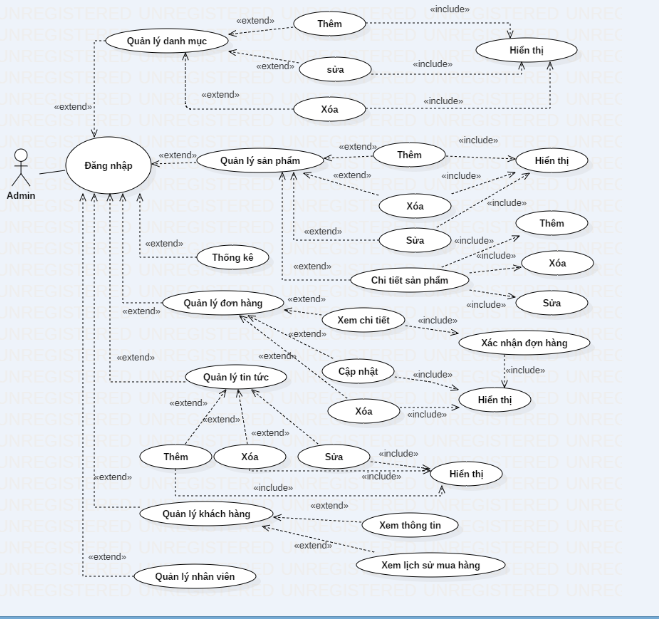 «extend»
Thêm
«include»
Quản lý danh mục
Hiển thị
«extend»
sửa
«include»
«extend»
Xóa
«include»
«extend»
Admin
Đăng nhập
«extend»
Quản lý sản phẩm
«extend»
Thêm
«include»
Hiển thị
«extend»
«include»
Xóa
«include»
«extend»
Sửa
«include»
Thêm
«extend»
Thống kê
«include»
Xóa
«extend»
Chi tiết sản phẩm
«include»
Sửa
Quản lý đơn hàng
«extend»
«extend»
Xem chi tiết
«include»
«extend»
Xác nhận đơn hàng
«extend»
«extend»
Quản lý tin tức
Cập nhật
«include»
«include»
Hiển thị
«extend»
Xóa
«include»
«extend»
«extend»
Thêm
Xóa
Sửa
«include»
«extend»
«include»
Hiển thị
«include»
Quản lý khách hàng
«extend»
Xem thông tin
«extend»
«extend»
Xem lịch sử mua hàng
Quản lý nhân viên